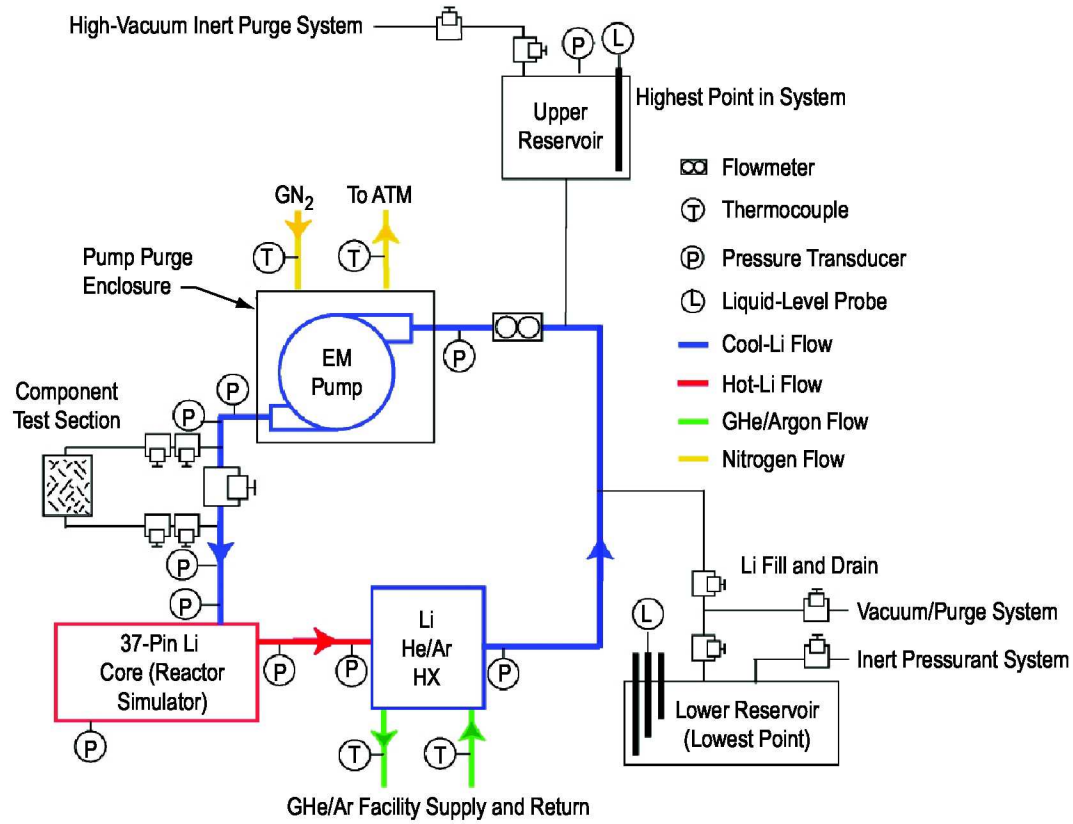 High-Vacuum Inert Purge System
P
L
Highest Point in System
Upper
Reservoir
Flowmeter
T
Thermocouple
P
Pressure Transducer
L
Liquid-Level Probe
Cool-Li Flow
Hot-Li Flow
GHe/Argon Flow
Nitrogen Flow
GN2
To ATM
T
T
Pump Purge
Enclosure
EM
Pump
P
P
P
Component
Test Section
P
P
37-Pin Li
Core (Reactor
Simulator)
P
P
P
Li
He/Ar
HX
P
T
T
GHe/Ar Facility Supply and Return
Li Fill and Drain
Vacuum/Purge System
Inert Pressurant System
L
Lower Reservoir
(Lowest Point)